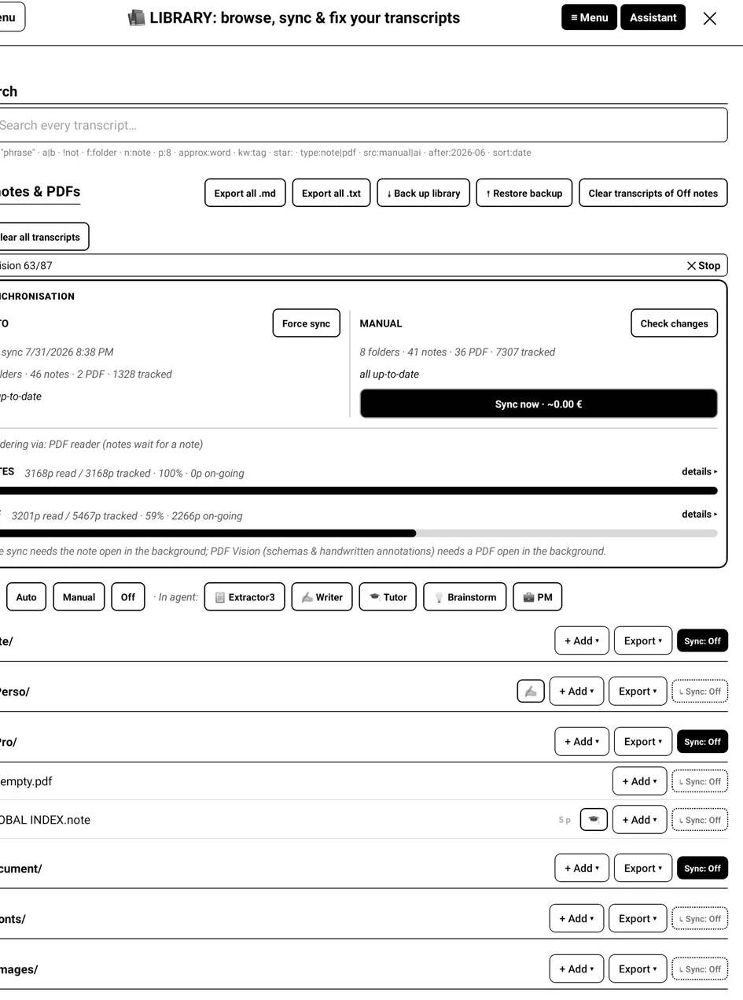 enu
LIBRARY: browse, sync & fix your transcripts
≡ Menu
Assistant
rch
Search every transcript...
"phrase" · a|b · !not · f:folder · n:note · p:8 · approx:word · kw:tag · star: · type:note|pdf · src:manual|ai · after:2026-06 · sort:date
otes & PDFs
Export all .md
Export all .txt
⭳ Back up library
↑ Restore backup
Clear transcripts of Off notes
lear all transcripts
ision 63/87
× Stop
NCHRONISATION
TO
Force sync
sync 7/31/2026 8:38 PM
lders · 46 notes · 2 PDF · 1328 tracked
up-to-date
MANUAL
Check changes
8 folders · 41 notes · 36 PDF · 7307 tracked
all up-to-date
Sync now · ~0.00 €
dering via: PDF reader (notes wait for a note)
TES 3168p read / 3168p tracked · 100% · 0p on-going
details ▸
3201p read / 5467p tracked · 59% · 2266p on-going
details ▸
e sync needs the note open in the background; PDF Vision (schemas & handwritten annotations) needs a PDF open in the background.
Auto
Manual
Off
· In agent:
Extractor3
Writer
Tutor
Brainstorm
PM
te/
+ Add ▾
Export ▾
Sync: Off
Perso/
+ Add ▾
Export ▾
↳ Sync: Off
Pro/
+ Add ▾
Export ▾
Sync: Off
empty.pdf
+ Add ▾
↳ Sync: Off
OBAL INDEX.note
5 p
+ Add ▾
↳ Sync: Off
cument/
+ Add ▾
Export ▾
Sync: Off
onts/
+ Add ▾
Export ▾
↳ Sync: Off
mages/
+ Add ▾
Export ▾
↳ Sync: Off